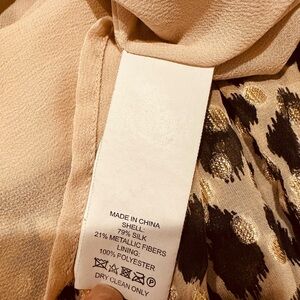 MADE IN CHINA
SHELL:
79% SILK
21% METALLIC FIBERS
LINING:
100% POLYESTER
DRY CLEAN ONLY